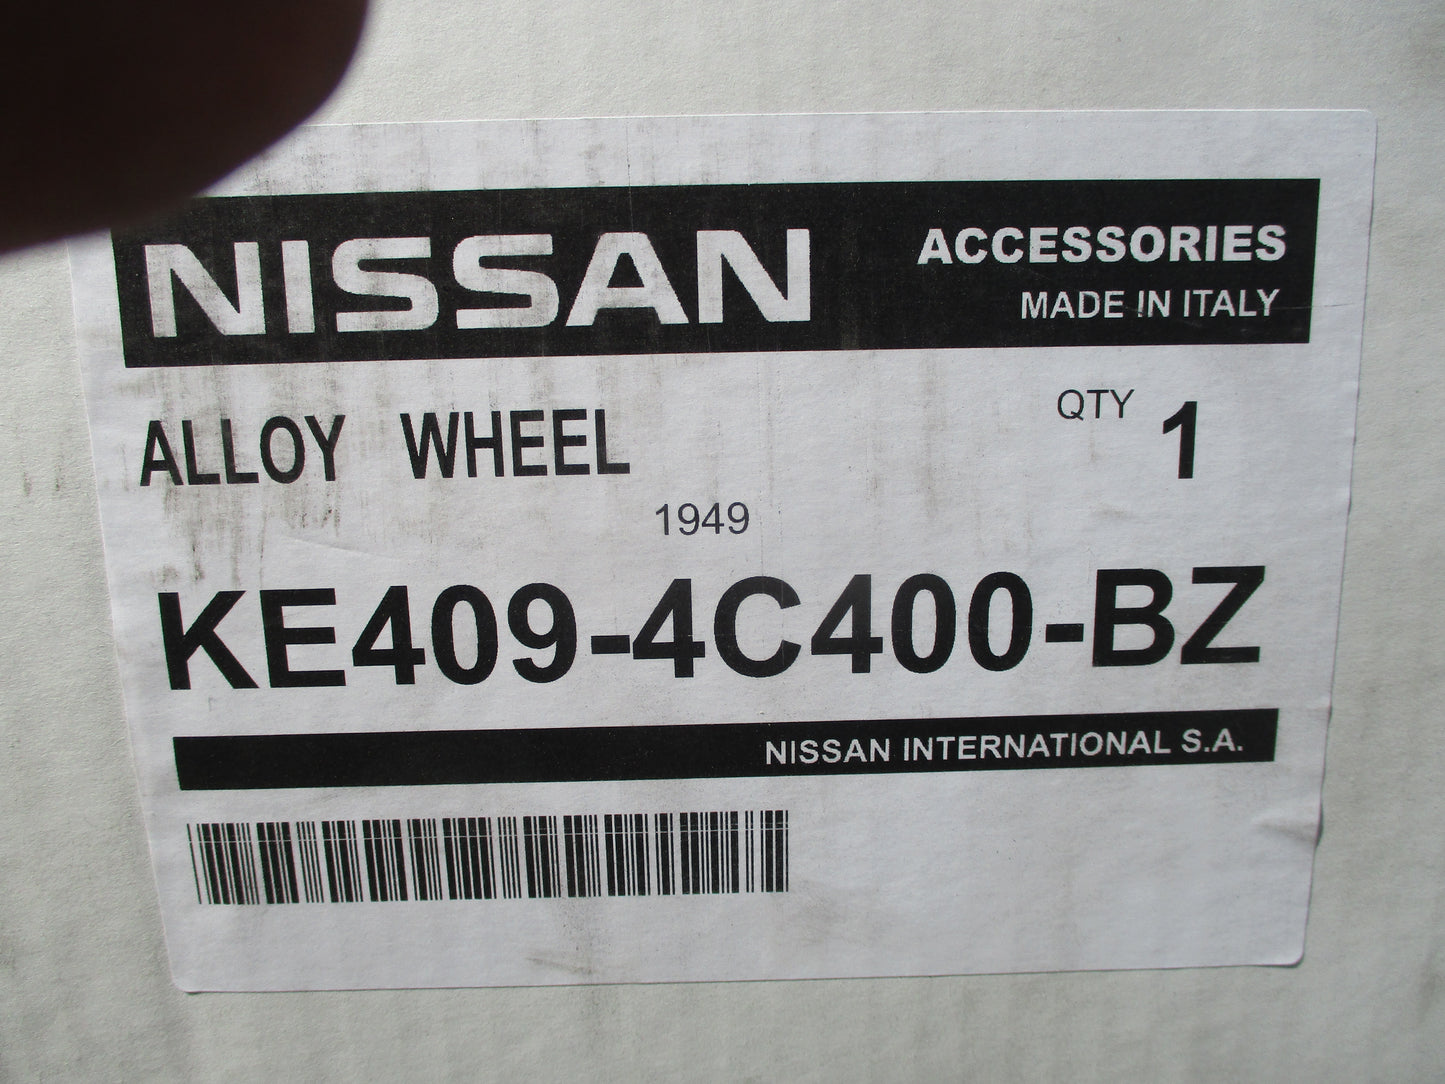 NISSAN
ACCESSORIES
MADE IN ITALY
ALLOY WHEEL
QTY 1
1949
KE409-4C400-BZ
NISSAN INTERNATIONAL S.A.